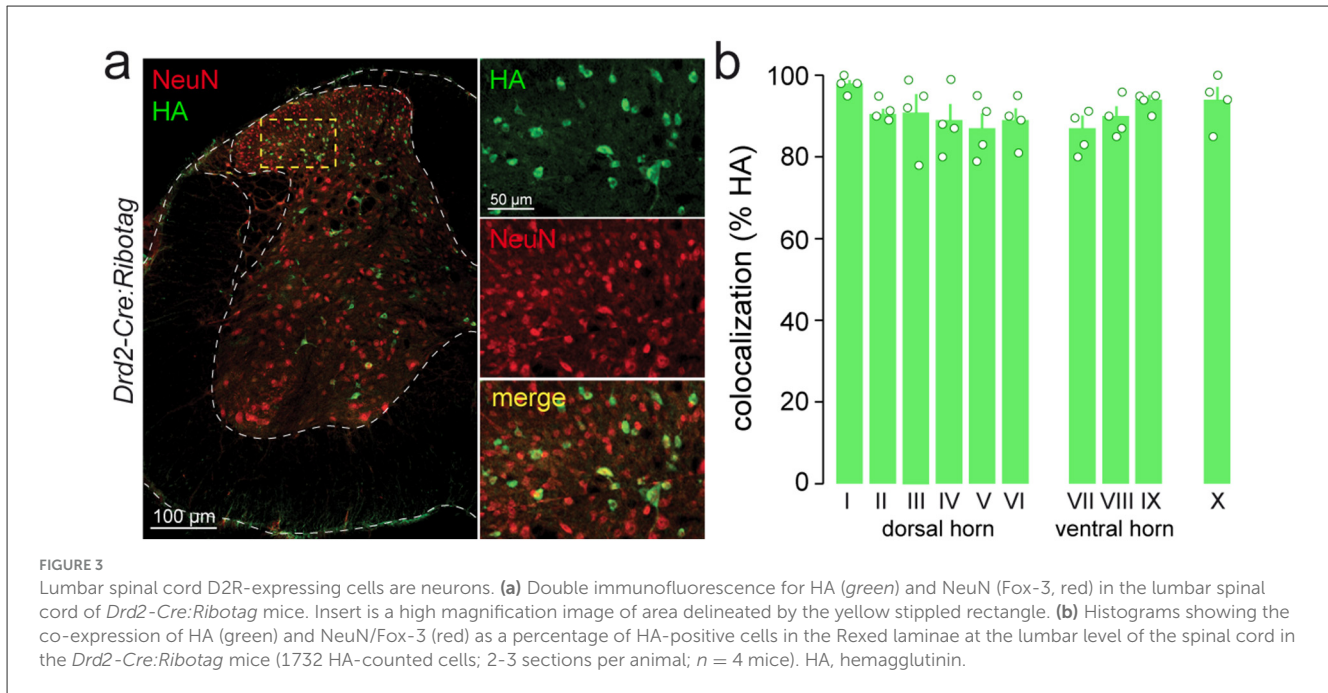 a
NeuN
HA
Drd2-Cre:Ribotag
100 µm
HA
50 µm
NeuN
merge
b
colocalization (% HA)
100
80
60
40
20
0
I II III IV V VI VII VIII IX X
dorsal horn ventral horn
FIGURE 3
Lumbar spinal cord D2R-expressing cells are neurons. (a) Double immunofluorescence for HA (green) and NeuN (Fox-3, red) in the lumbar spinal
cord of Drd2-Cre:Ribotag mice. Insert is a high magnification image of area delineated by the yellow stippled rectangle. (b) Histograms showing the
co-expression of HA (green) and NeuN/Fox-3 (red) as a percentage of HA-positive cells in the Rexed laminae at the lumbar level of the spinal cord in
the Drd2-Cre:Ribotag mice (1732 HA-counted cells; 2-3 sections per animal; n = 4 mice). HA, hemagglutinin.